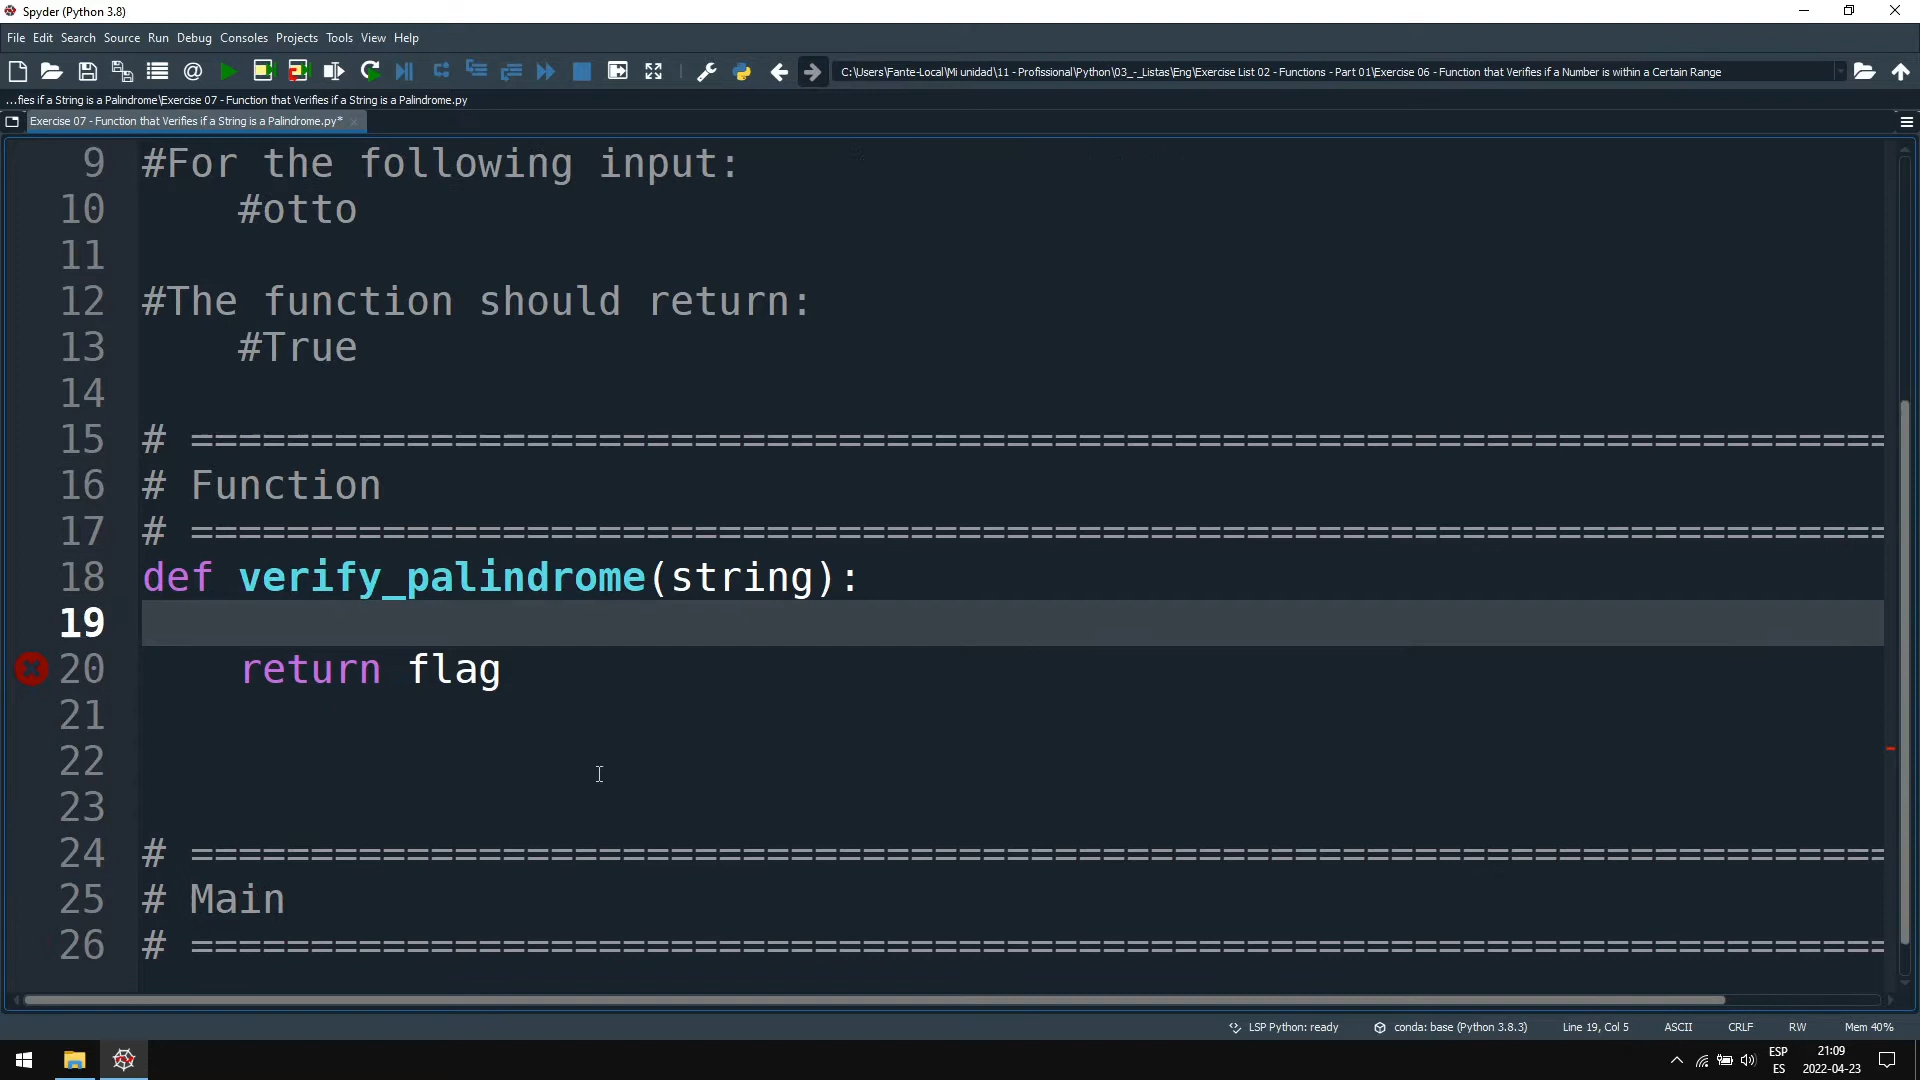 Spyder (Python 3.8)
File Edit Search Source Run Debug Consoles Projects Tools View Help
C:\Users\Fante-Local\Mi unidad\11 - Profissional\Python\03_-_Listas\Eng\Exercise List 02 - Functions - Part 01\Exercise 06 - Function that Verifies if a Number is within a Certain Range
...fies if a String is a Palindrome\Exercise 07 - Function that Verifies if a String is a Palindrome.py
Exercise 07 - Function that Verifies if a String is a Palindrome.py*
9 #For the following input:
10 #otto
11
12 #The function should return:
13 #True
14
15 # =======================================================================
16 # Function
17 # =======================================================================
18 def verify_palindrome(string):
19
20 return flag
21
22
23
24 # =======================================================================
25 # Main
26 # =======================================================================
LSP Python: ready conda: base (Python 3.8.3) Line 19, Col 5 ASCII CRLF RW Mem 40%
ESP 21:09
ES 2022-04-23